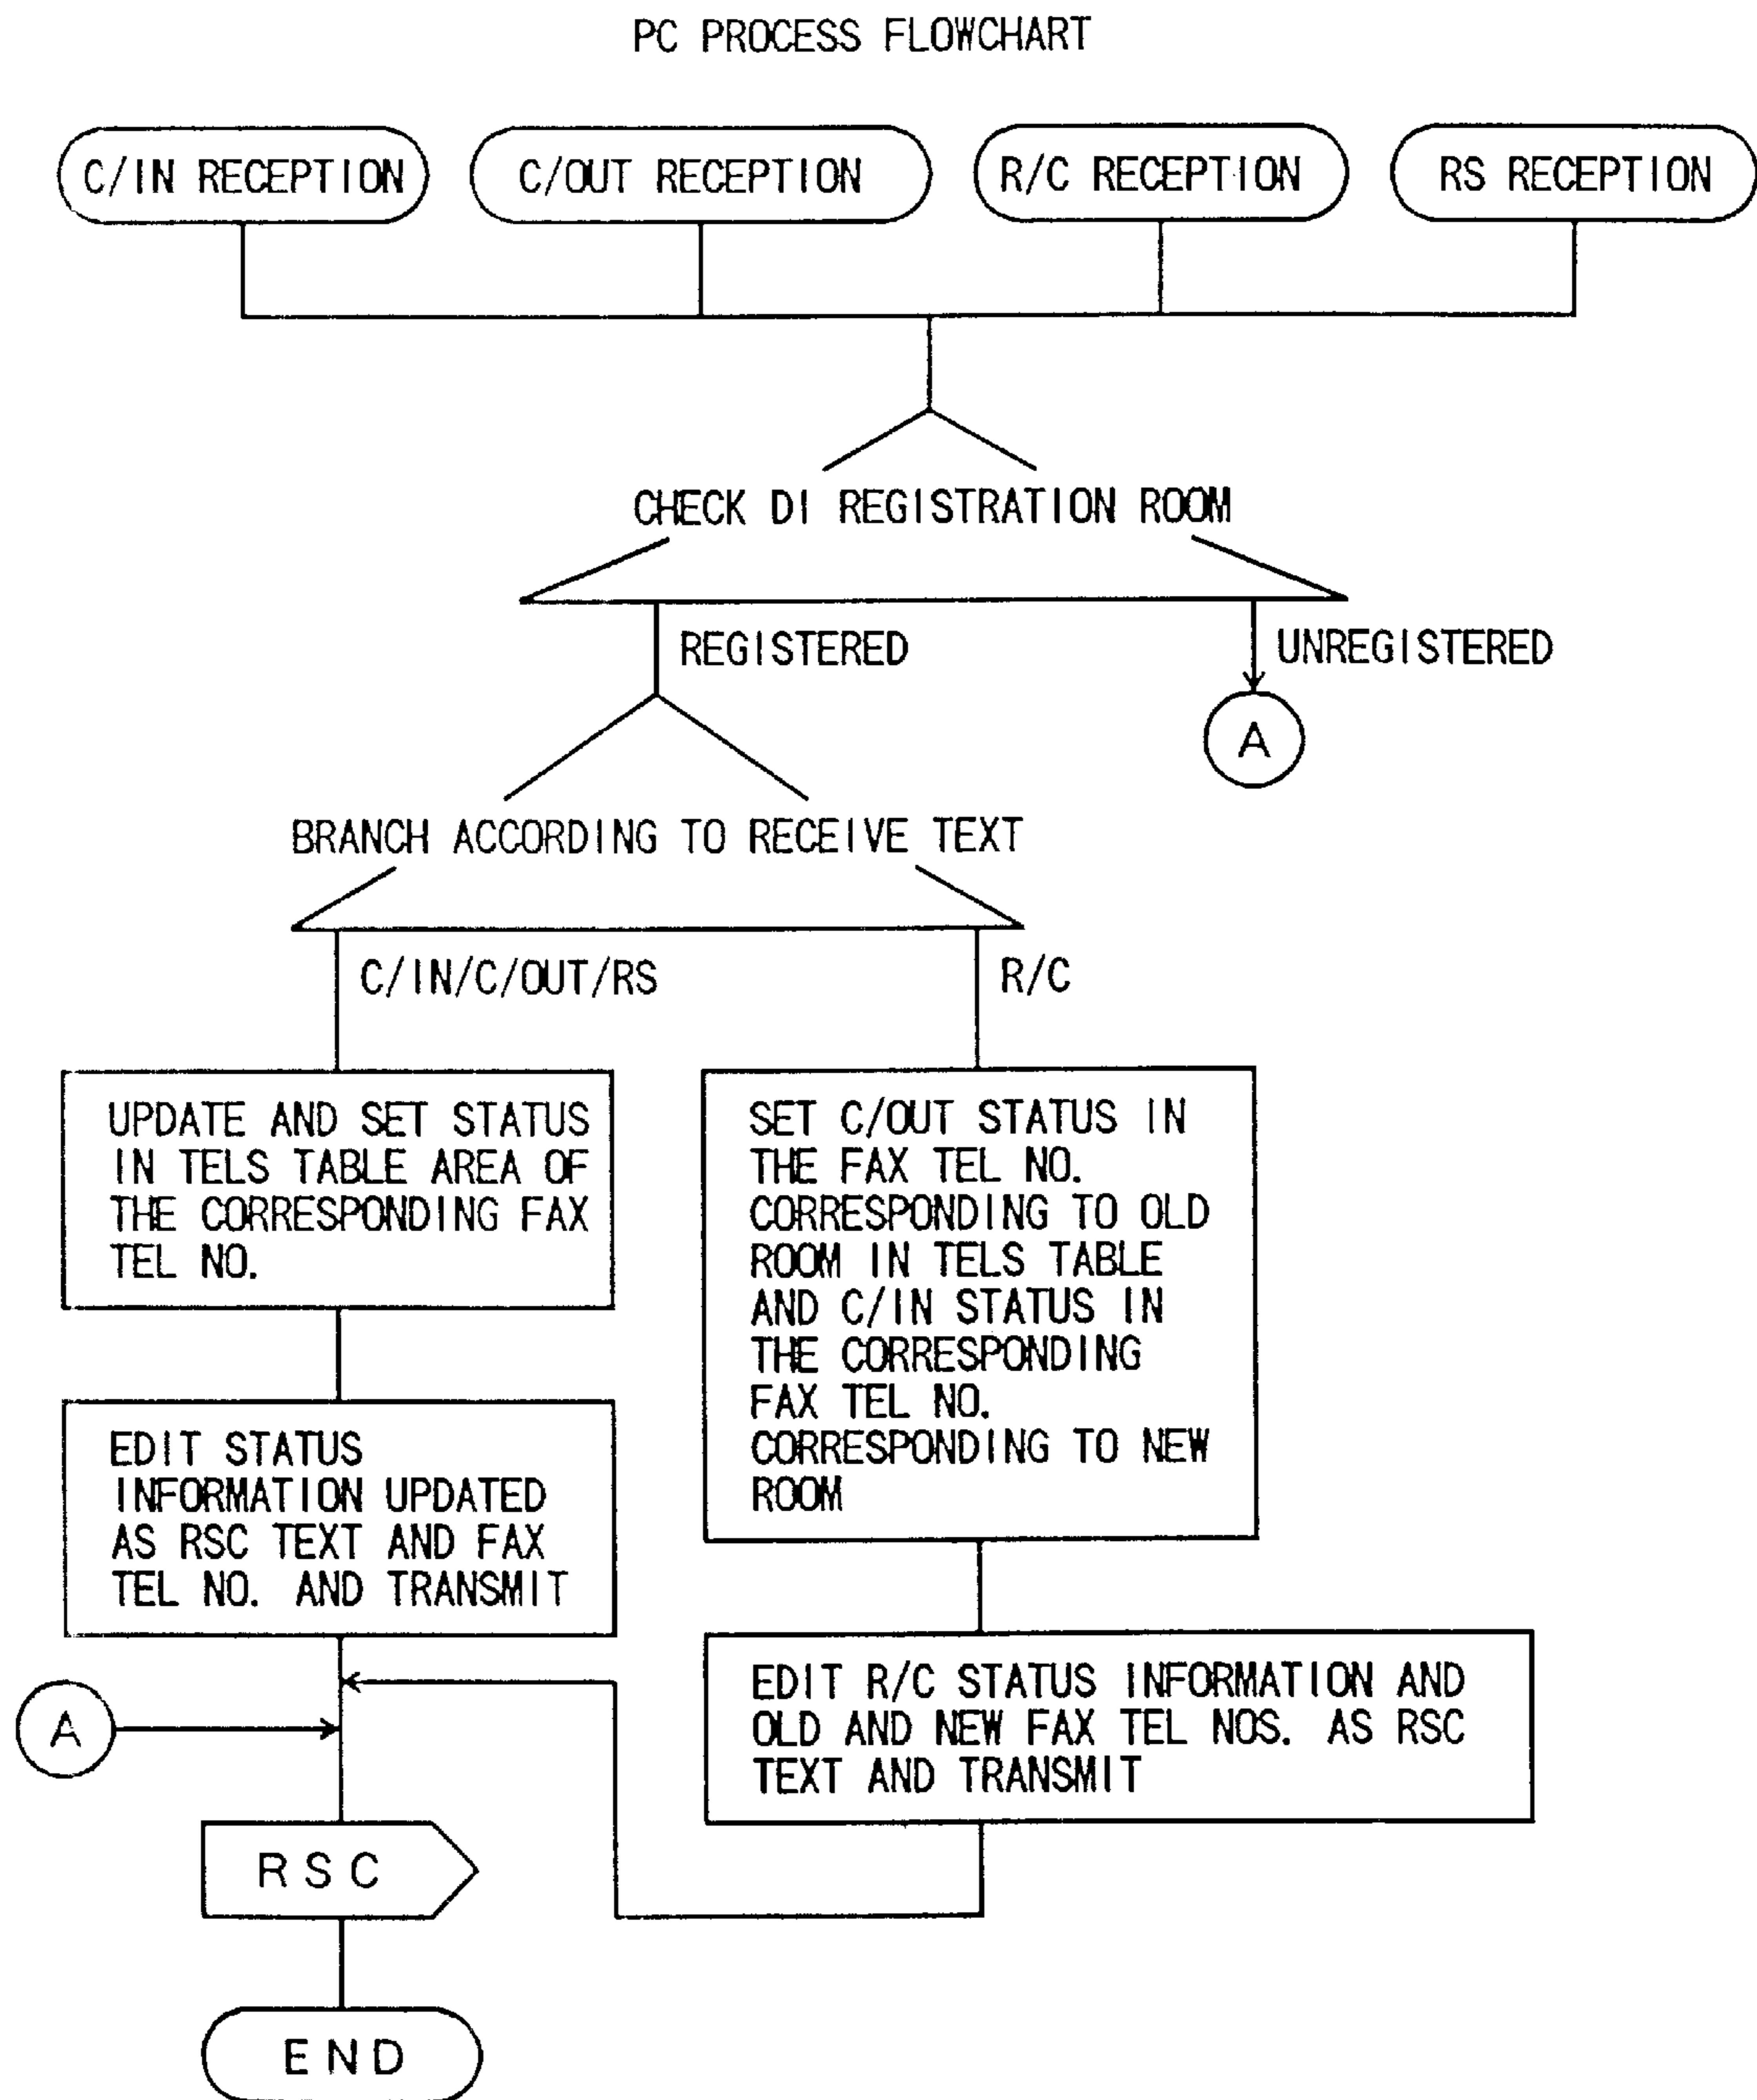 PC PROCESS FLOWCHART
C/IN RECEPTION
C/OUT RECEPTION
R/C RECEPTION
RS RECEPTION
CHECK DI REGISTRATION ROOM
REGISTERED
UNREGISTERED
A
BRANCH ACCORDING TO RECEIVE TEXT
C/IN/C/OUT/RS
R/C
UPDATE AND SET STATUS
IN TELS TABLE AREA OF
THE CORRESPONDING FAX
TEL NO.
SET C/OUT STATUS IN
THE FAX TEL NO.
CORRESPONDING TO OLD
ROOM IN TELS TABLE
AND C/IN STATUS IN
THE CORRESPONDING
FAX TEL NO.
CORRESPONDING TO NEW
ROOM
EDIT STATUS
INFORMATION UPDATED
AS RSC TEXT AND FAX
TEL NO. AND TRANSMIT
EDIT R/C STATUS INFORMATION AND
OLD AND NEW FAX TEL NOS. AS RSC
TEXT AND TRANSMIT
A
RSC
END